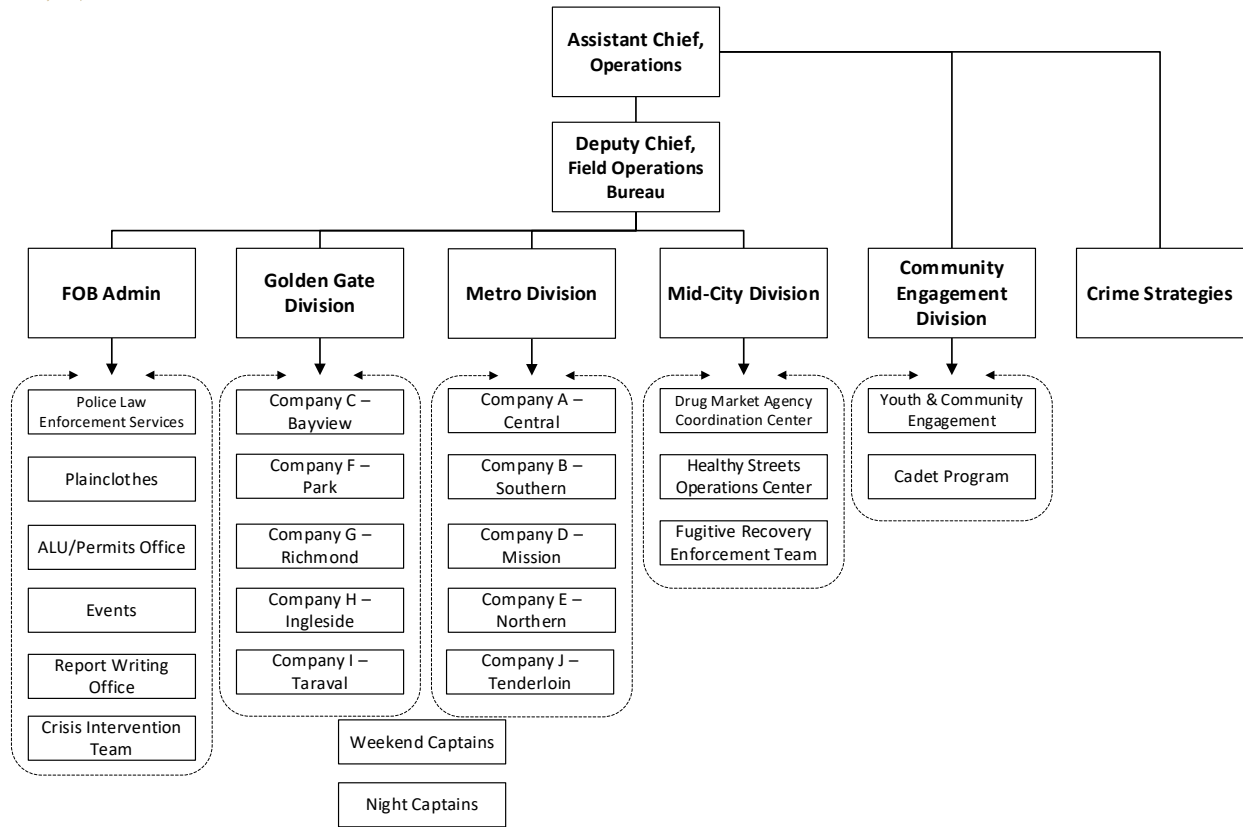 Assistant Chief,
Operations
Deputy Chief,
Field Operations
Bureau
FOB Admin
Golden Gate
Division
Metro Division
Mid-City Division
Community
Engagement
Division
Crime Strategies
Police Law
Enforcement Services
Plainclothes
ALU/Permits Office
Events
Report Writing
Office
Crisis Intervention
Team
Company C –
Bayview
Company F –
Park
Company G –
Richmond
Company H –
Ingleside
Company I –
Taraval
Company A –
Central
Company B –
Southern
Company D –
Mission
Company E –
Northern
Company J –
Tenderloin
Drug Market Agency
Coordination Center
Healthy Streets
Operations Center
Fugitive Recovery
Enforcement Team
Youth & Community
Engagement
Cadet Program
Weekend Captains
Night Captains